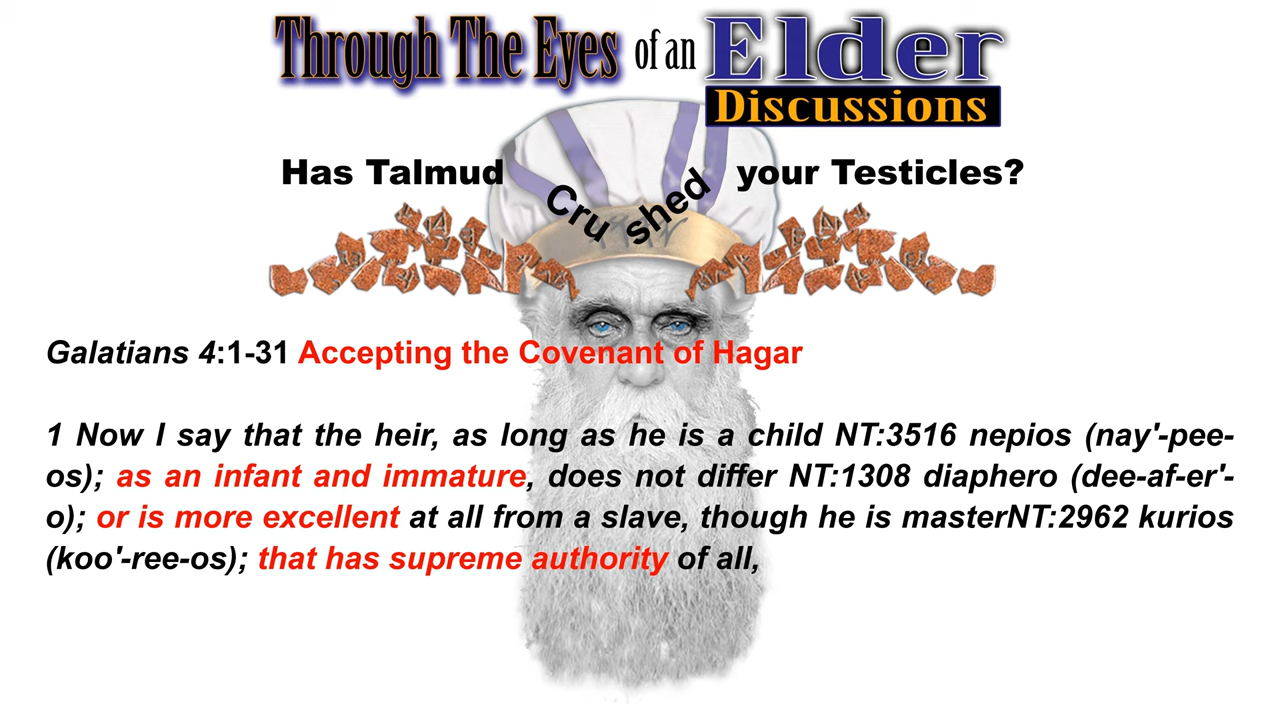 Through The Eyes of an Elder
Discussions
Has Talmud Crushed your Testicles?
Galatians 4:1-31 Accepting the Covenant of Hagar
1 Now I say that the heir, as long as he is a child NT:3516 nepios (nay'-pee-
os); as an infant and immature, does not differ NT:1308 diaphero (dee-af-er'-
o); or is more excellent at all from a slave, though he is masterNT:2962 kurios
(koo'-ree-os); that has supreme authority of all,